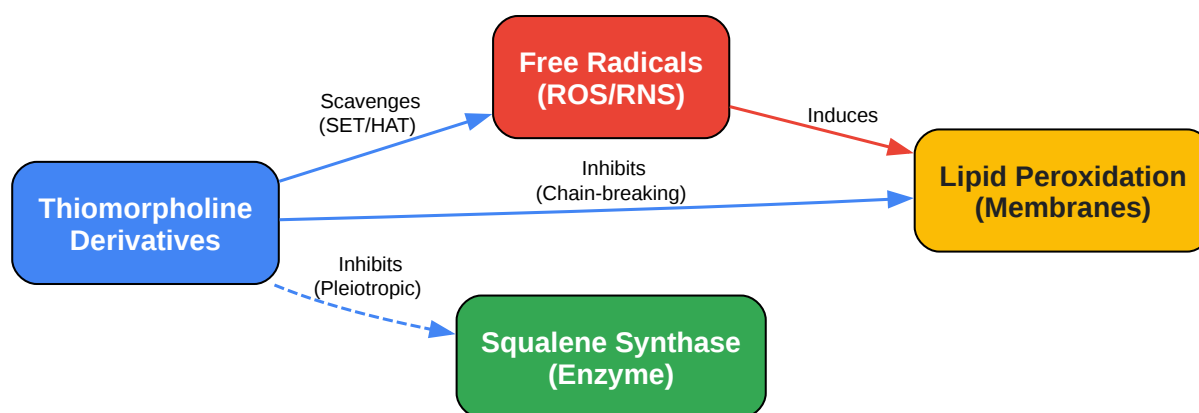 Free Radicals
(ROS/RNS)
Scavenges
(SET/HAT)
Induces
Inhibits
(Chain-breaking)
Lipid Peroxidation
(Membranes)
Thiomorpholine
Derivatives
Inhibits
(Pleiotropic)
Squalene Synthase
(Enzyme)